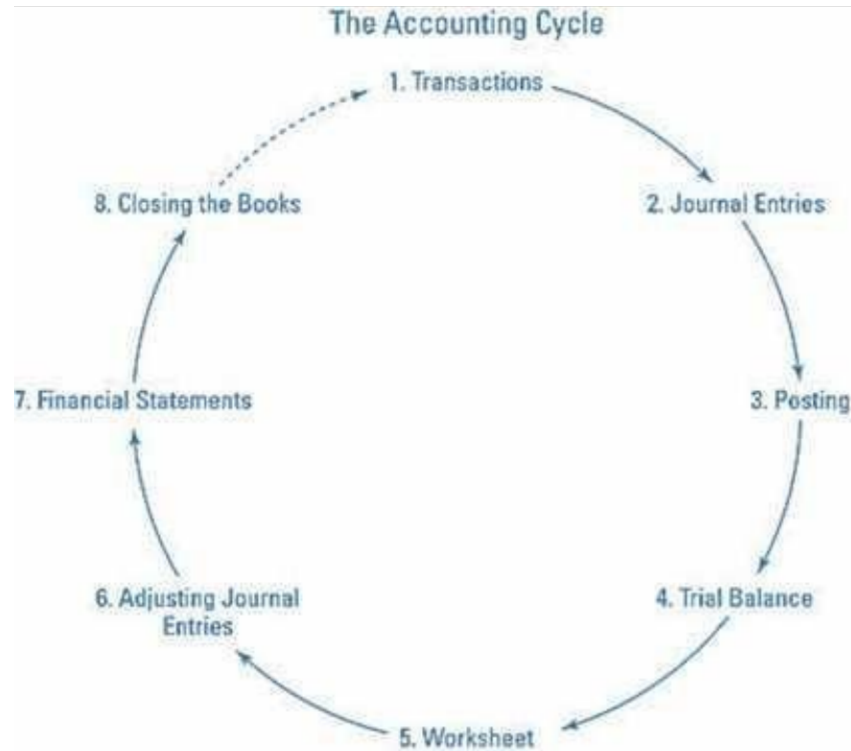 The Accounting Cycle
1. Transactions
2. Journal Entries
3. Posting
4. Trial Balance
5. Worksheet
6. Adjusting Journal
Entries
7. Financial Statements
8. Closing the Books